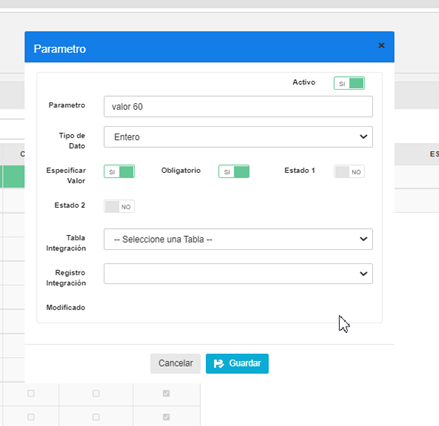 Parametro ×
Activo SI
Parametro valor 60
Tipo de Dato Entero
Especificar Valor SI Obligatorio SI Estado 1 NO
Estado 2 NO
Tabla Integración -- Seleccione una Tabla --
Registro Integración
Modificado
Cancelar Guardar